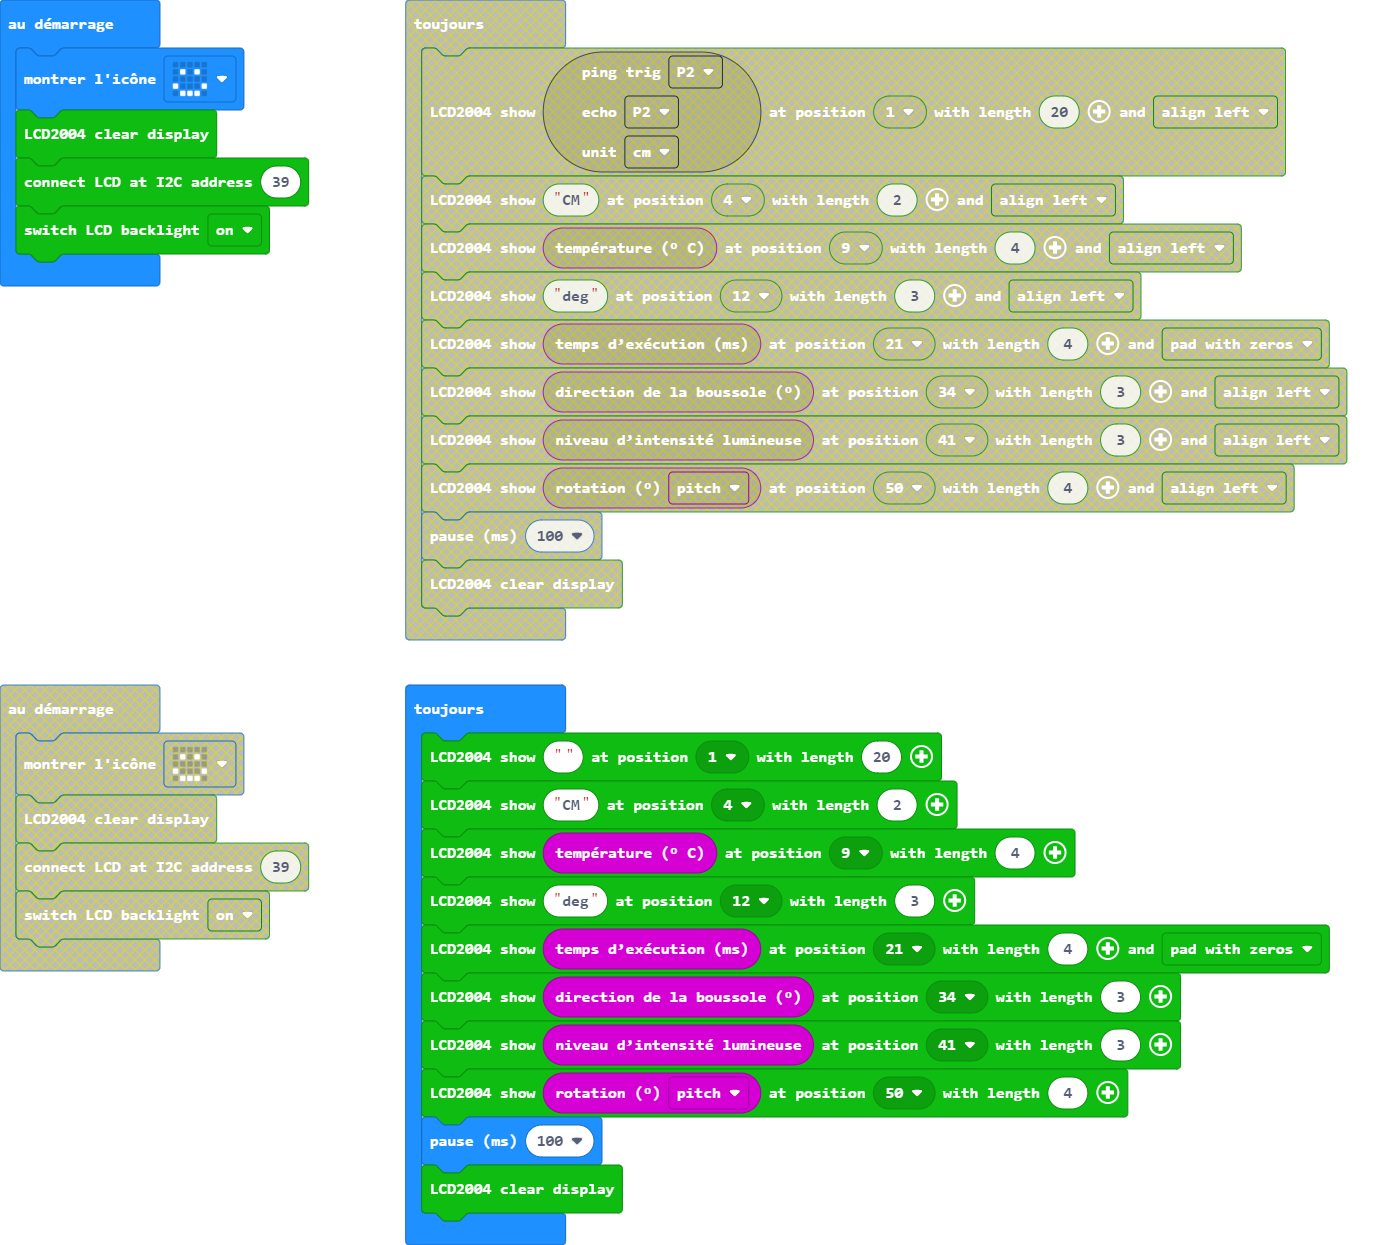 au démarrage
montrer l'icône
LCD2004 clear display
connect LCD at I2C address 39
switch LCD backlight on
toujours
ping trig P2
LCD2004 show echo P2 at position 1 with length 20 and align left
unit cm
LCD2004 show "CM" at position 4 with length 2 and align left
LCD2004 show température (º C) at position 9 with length 4 and align left
LCD2004 show "deg" at position 12 with length 3 and align left
LCD2004 show temps d’exécution (ms) at position 21 with length 4 and pad with zeros
LCD2004 show direction de la boussole (º) at position 34 with length 3 and align left
LCD2004 show niveau d’intensité lumineuse at position 41 with length 3 and align left
LCD2004 show rotation (º) pitch at position 50 with length 4 and align left
pause (ms) 100
LCD2004 clear display
au démarrage
montrer l'icône
LCD2004 clear display
connect LCD at I2C address 39
switch LCD backlight on
toujours
LCD2004 show " " at position 1 with length 20
LCD2004 show "CM" at position 4 with length 2
LCD2004 show température (º C) at position 9 with length 4
LCD2004 show "deg" at position 12 with length 3
LCD2004 show temps d’exécution (ms) at position 21 with length 4 and pad with zeros
LCD2004 show direction de la boussole (º) at position 34 with length 3
LCD2004 show niveau d’intensité lumineuse at position 41 with length 3
LCD2004 show rotation (º) pitch at position 50 with length 4
pause (ms) 100
LCD2004 clear display